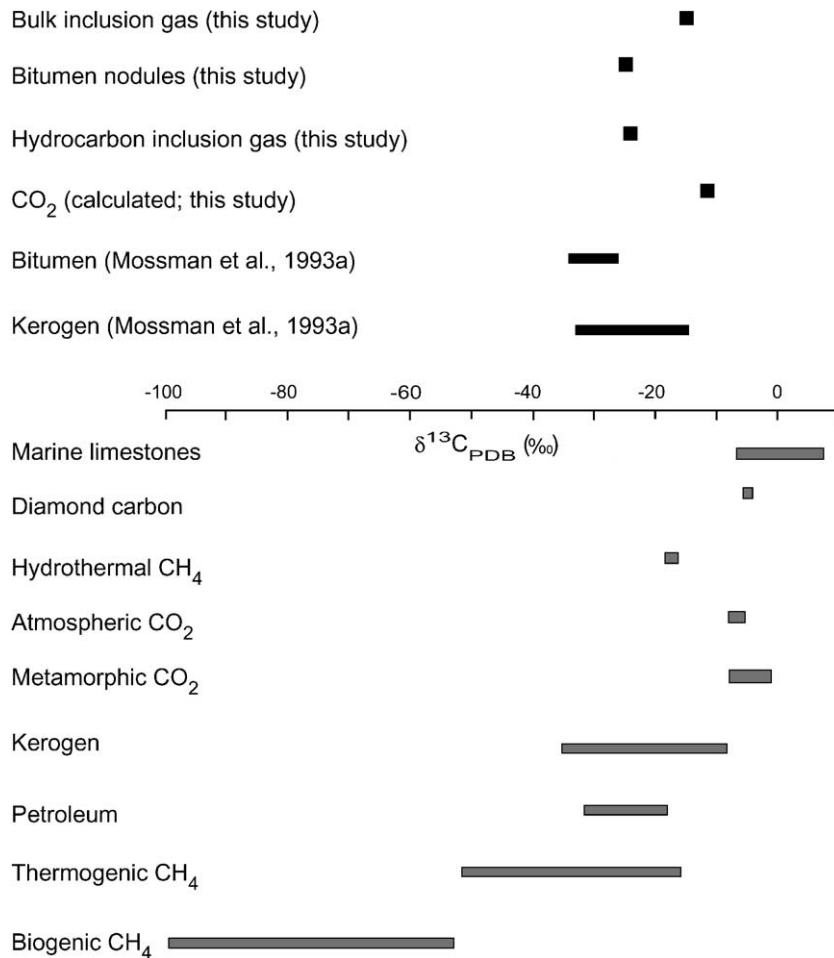 Bulk inclusion gas (this study)
Bitumen nodules (this study)
Hydrocarbon inclusion gas (this study)
CO₂ (calculated; this study)
Bitumen (Mossman et al., 1993a)
Kerogen (Mossman et al., 1993a)
-100 -80 -60 -40 -20 0
δ¹³C_PDB (‰)
Marine limestones
Diamond carbon
Hydrothermal CH₄
Atmospheric CO₂
Metamorphic CO₂
Kerogen
Petroleum
Thermogenic CH₄
Biogenic CH₄